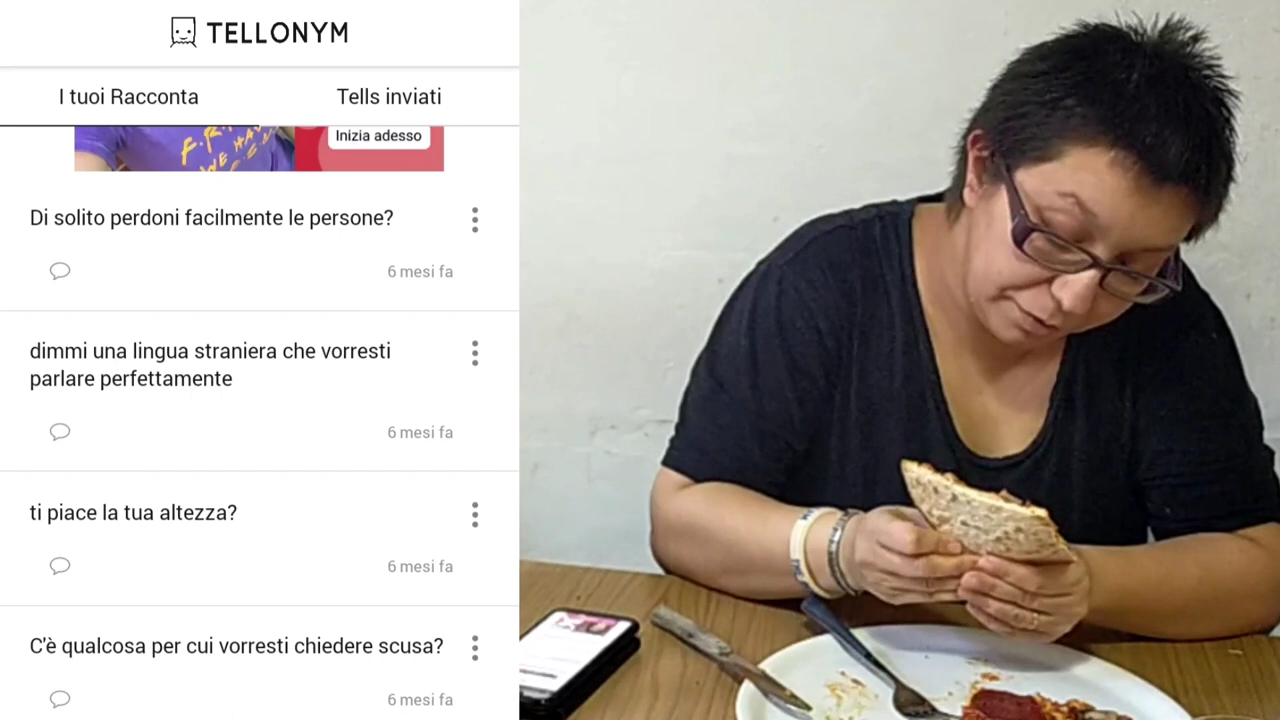 TELLONYM
I tuoi Racconta
Tells inviati
Inizia adesso
Di solito perdoni facilmente le persone?
6 mesi fa
dimmi una lingua straniera che vorresti
parlare perfettamente
6 mesi fa
ti piace la tua altezza?
6 mesi fa
C'è qualcosa per cui vorresti chiedere scusa?
6 mesi fa